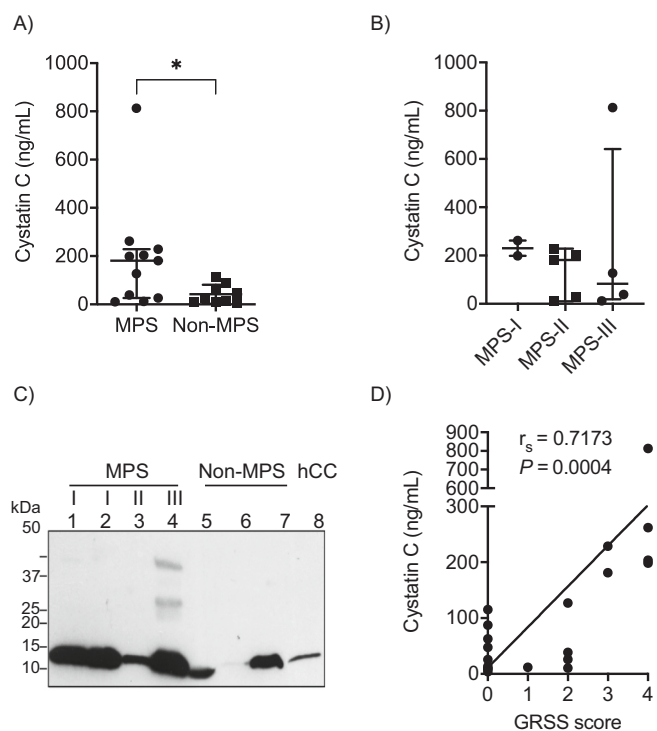 A)
1000
800
600
400
200
0
Cystatin C (ng/mL)
*
MPS
Non-MPS
B)
1000
800
600
400
200
0
Cystatin C (ng/mL)
MPS-I
MPS-II
MPS-III
C)
MPS Non-MPS hCC
I I II III
kDa 1 2 3 4 5 6 7 8
50
37
25
20
15
10
D)
900
800
700
600
500
300
200
100
0
Cystatin C (ng/mL)
rs = 0.7173
P = 0.0004
0 1 2 3 4
GRSS score